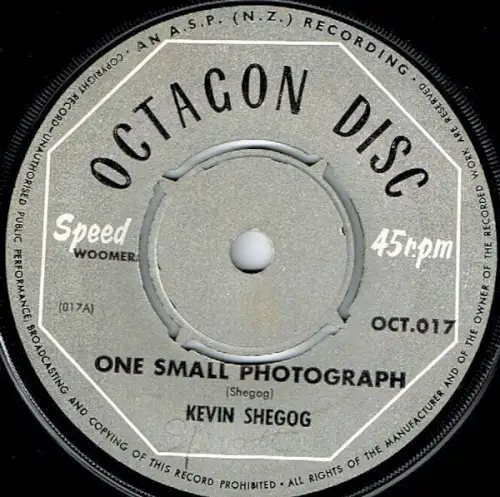 AN A.S.P. (N.Z.) RECORDING.
OCTAGON DISC
Speed
45 r.p.m
(017A)
OCT.017
ONE SMALL PHOTOGRAPH
(Shegog)
KEVIN SHEGOG
COPYRIGHT RECORD-UNAUTHORISED PUBLIC PERFORMANCE, BROADCASTING AND COPYING OF THIS RECORD PROHIBITED • ALL RIGHTS OF THE MANUFACTURER AND OF THE OWNER OF THE RECORDED WORK ARE RESERVED